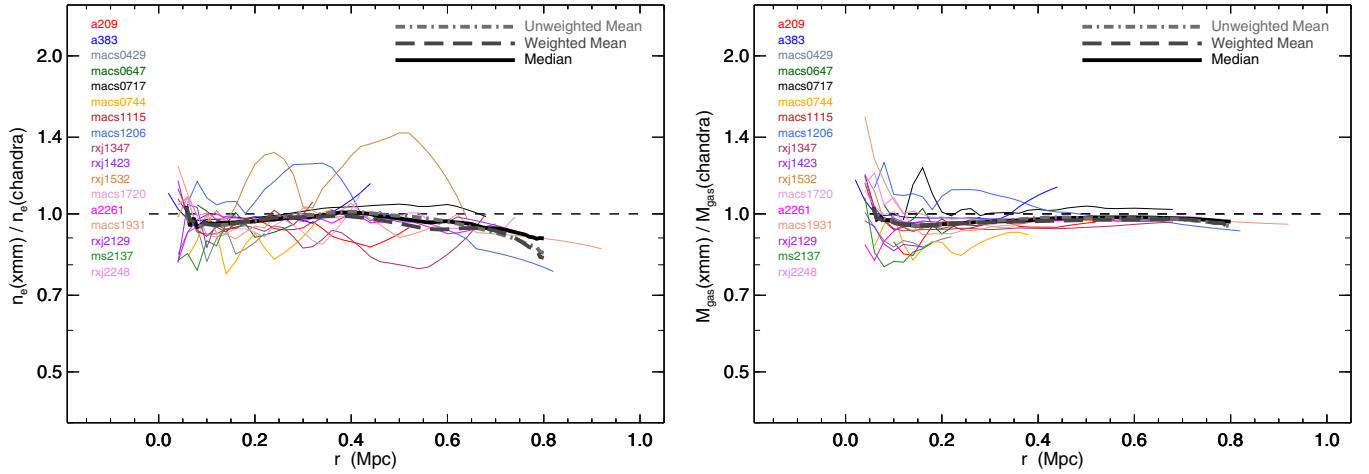 a209
a383
macs0429
macs0647
macs0717
macs0744
macs1115
macs1206
rxj1347
rxj1423
rxj1532
macs1720
a2261
macs1931
rxj2129
ms2137
rxj2248
Unweighted Mean
Weighted Mean
Median
2.0
1.4
1.0
0.7
0.5
n_e(xmm) / n_e(chandra)
0.0 0.2 0.4 0.6 0.8 1.0
r (Mpc)
a209
a383
macs0429
macs0647
macs0717
macs0744
macs1115
macs1206
rxj1347
rxj1423
rxj1532
macs1720
a2261
macs1931
rxj2129
ms2137
rxj2248
Unweighted Mean
Weighted Mean
Median
2.0
1.4
1.0
0.7
0.5
M_gas(xmm) / M_gas(chandra)
0.0 0.2 0.4 0.6 0.8 1.0
r (Mpc)